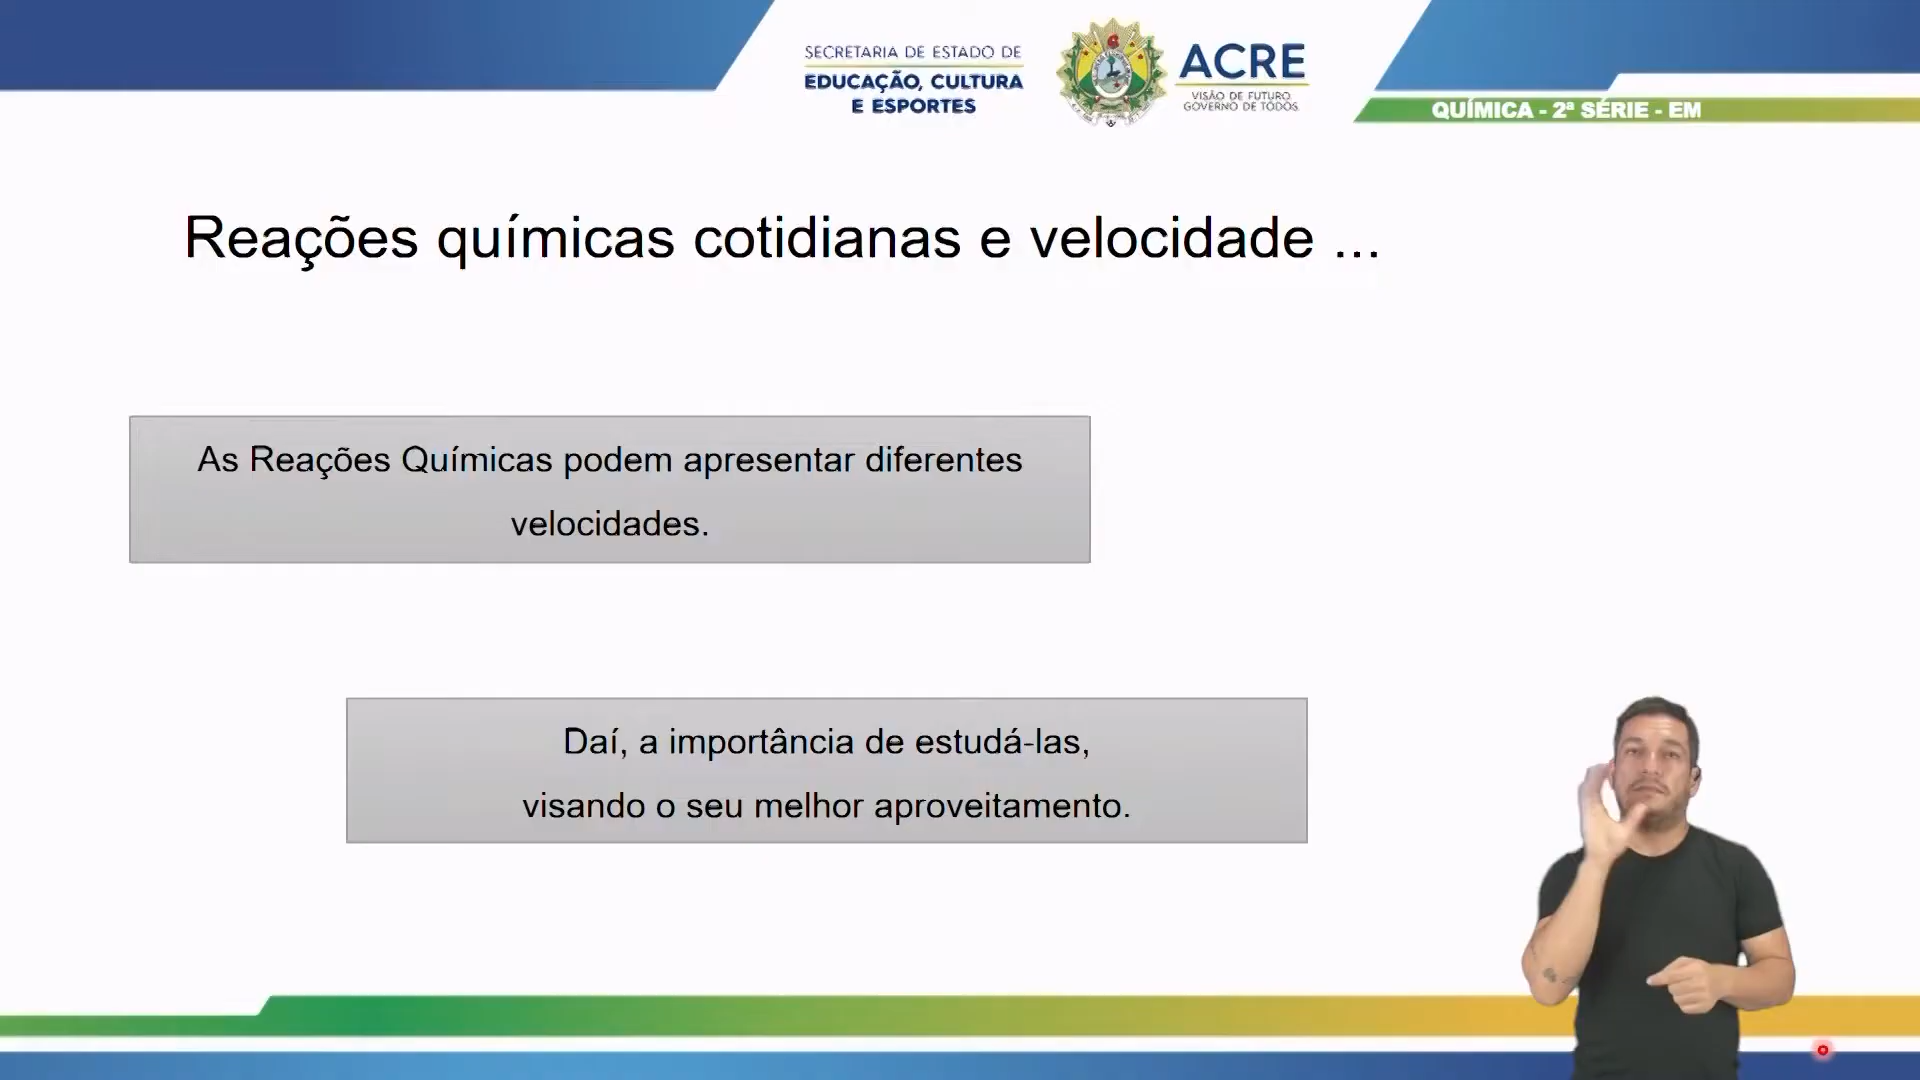 SECRETARIA DE ESTADO DE
EDUCAÇÃO, CULTURA
E ESPORTES
ACRE
VISÃO DE FUTURO
GOVERNO DE TODOS
QUÍMICA - 2ª SÉRIE - EM
Reações químicas cotidianas e velocidade ...
As Reações Químicas podem apresentar diferentes
velocidades.
Daí, a importância de estudá-las,
visando o seu melhor aproveitamento.